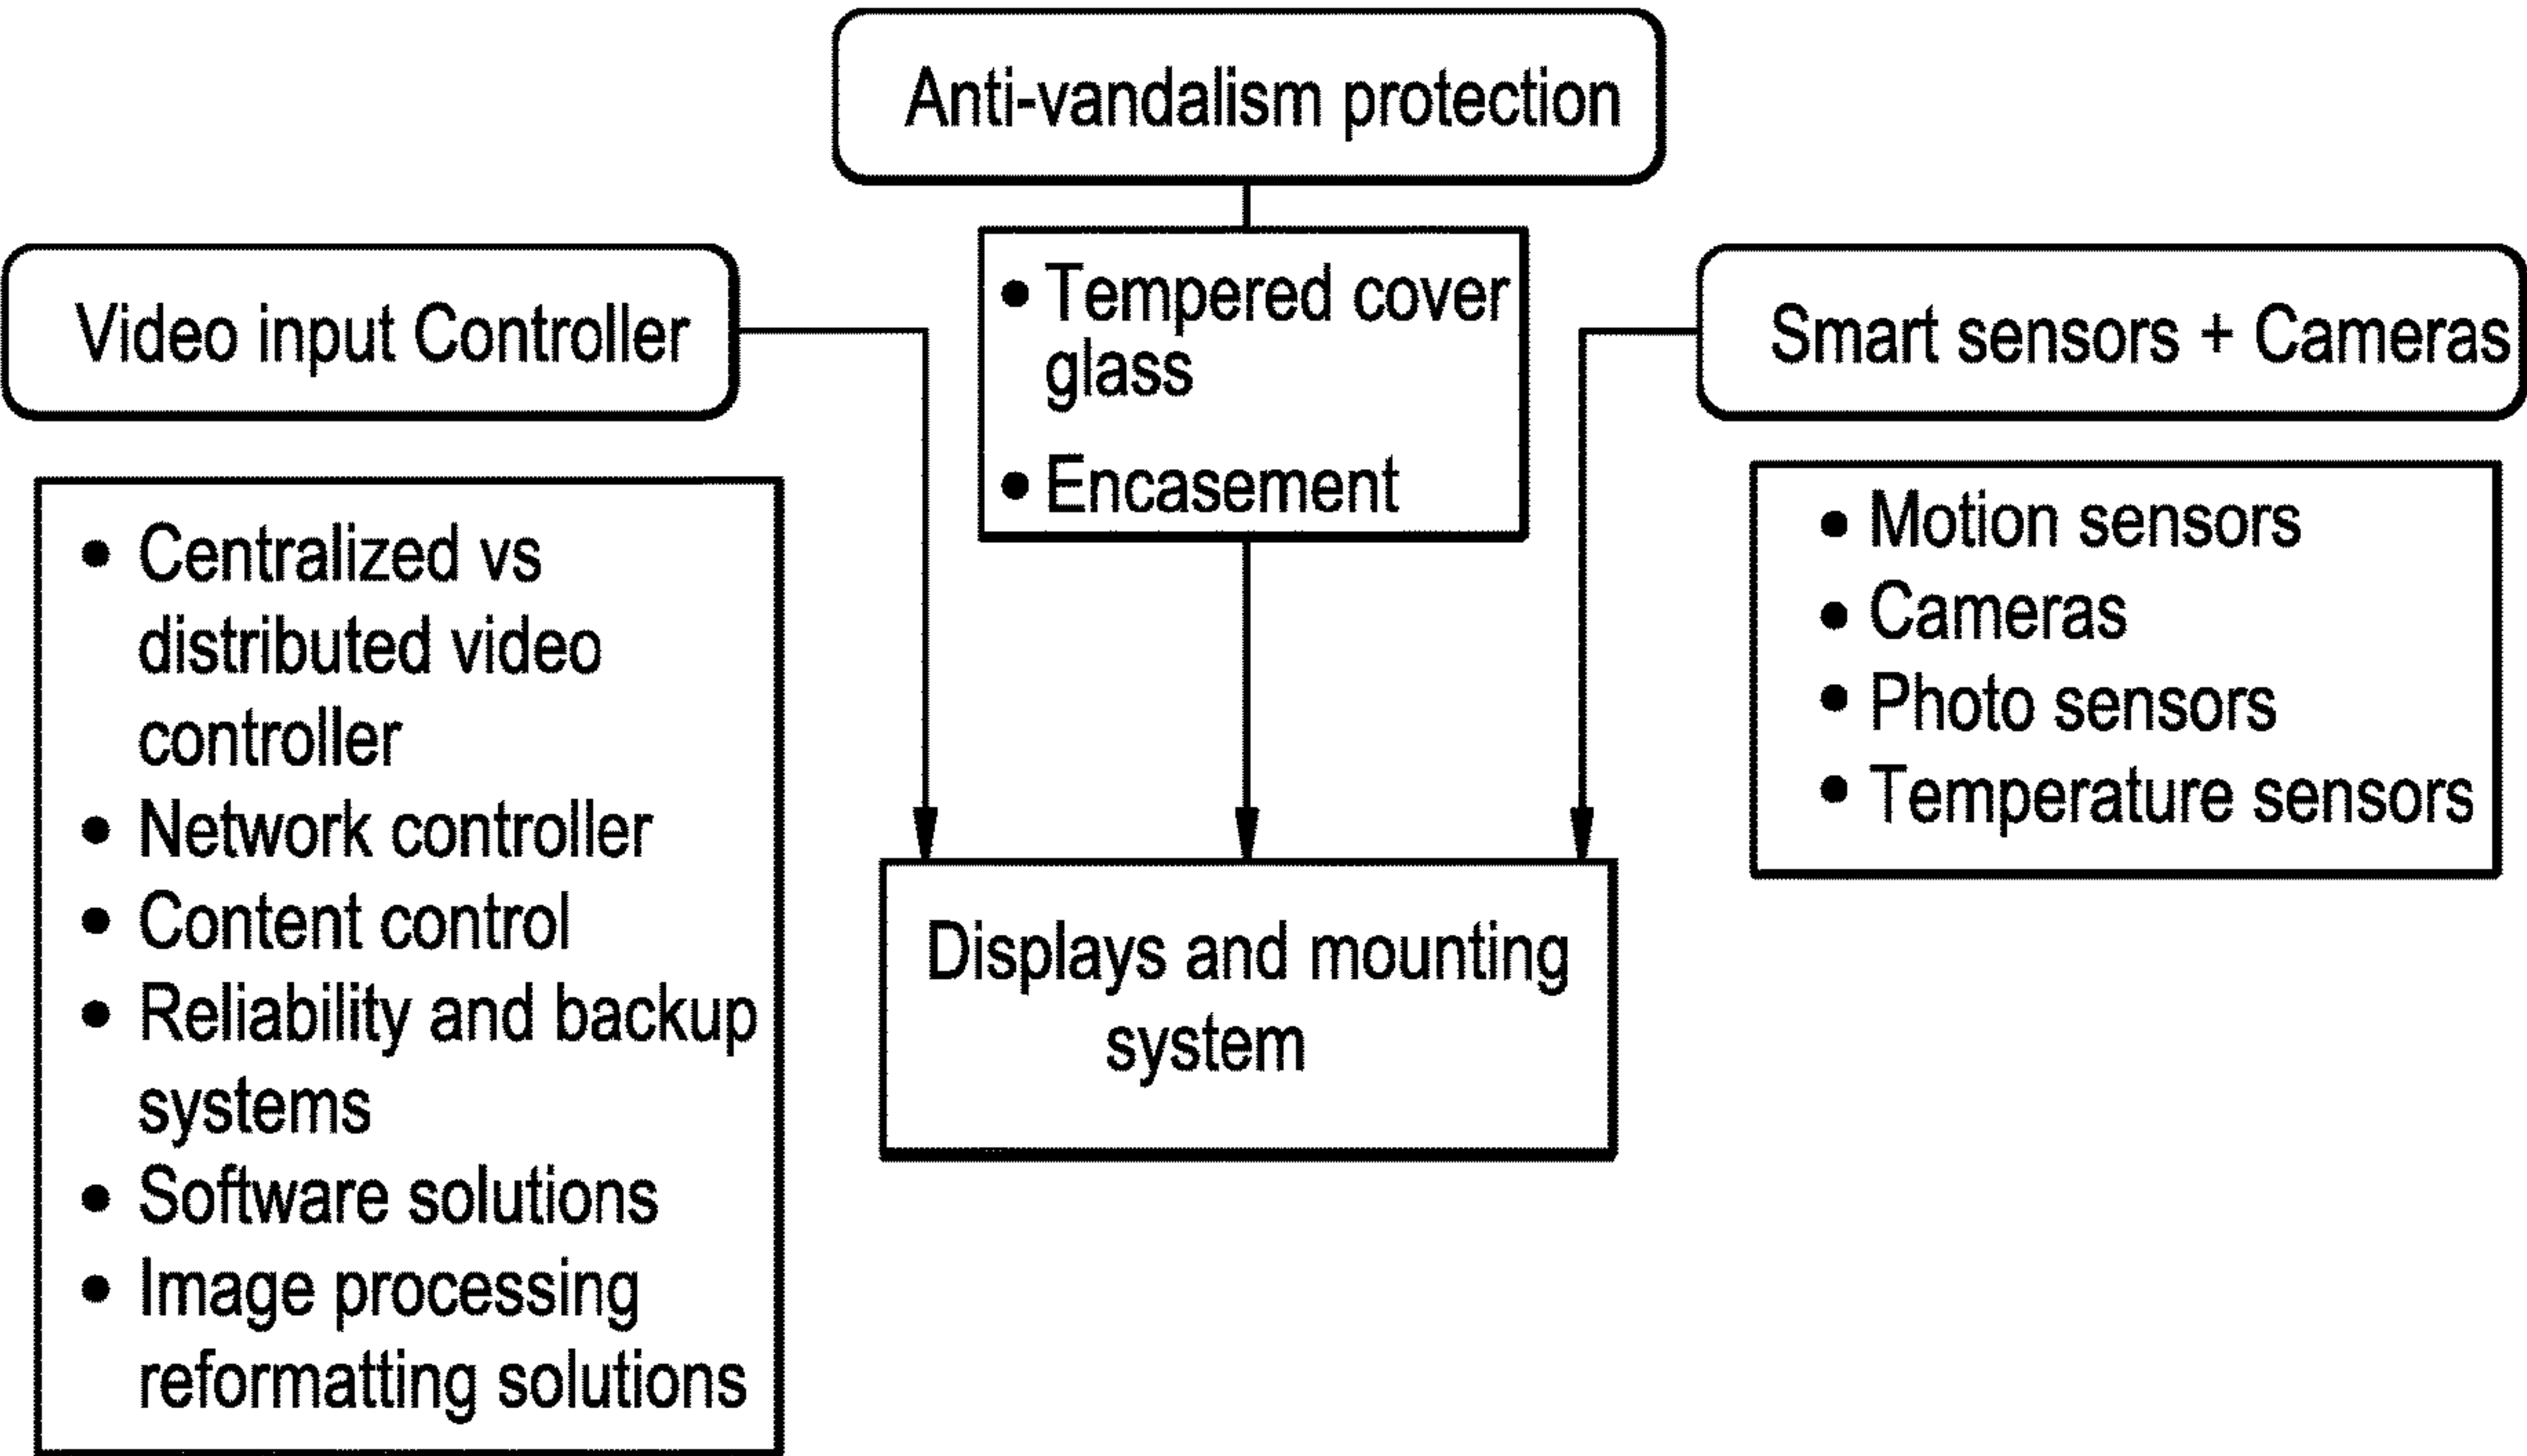 Anti-vandalism protection
• Tempered cover
glass
• Encasement
Video input Controller
• Centralized vs
distributed video
controller
• Network controller
• Content control
• Reliability and backup
systems
• Software solutions
• Image processing
reformatting solutions
Smart sensors + Cameras
• Motion sensors
• Cameras
• Photo sensors
• Temperature sensors
Displays and mounting
system